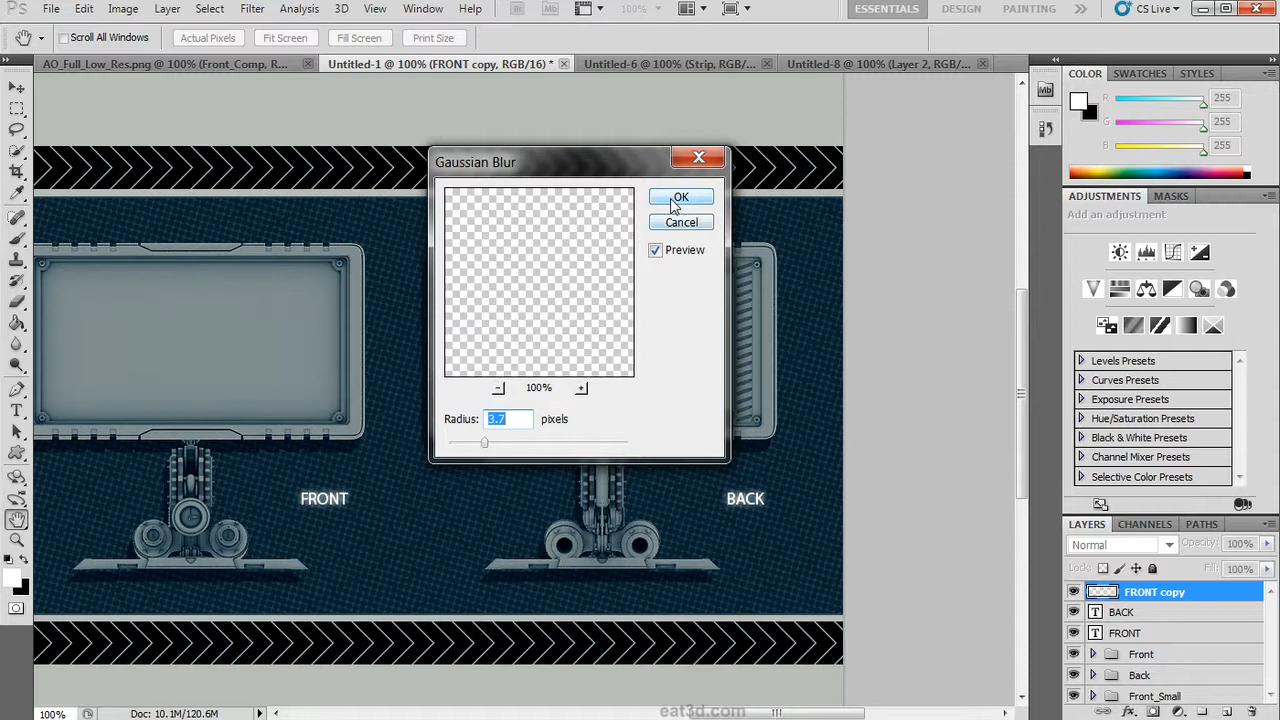 Ps File Edit Image Layer Select Filter Analysis 3D View Window Help Br Mb 100% ESSENTIALS DESIGN PAINTING CS Live
Scroll All Windows Actual Pixels Fit Screen Fill Screen Print Size
AO_Full_Low_Res.png @ 100% (Front_Comp, R... Untitled-1 @ 100% (FRONT copy, RGB/16) * Untitled-6 @ 100% (Strip, RGB/... Untitled-8 @ 100% (Layer 2, RGB/...
Gaussian Blur
OK
Cancel
Preview
100%
Radius: 3.7 pixels
FRONT
BACK
Mb
COLOR SWATCHES STYLES
R 255
G 255
B 255
ADJUSTMENTS MASKS
Add an adjustment
Levels Presets
Curves Presets
Exposure Presets
Hue/Saturation Presets
Black & White Presets
Channel Mixer Presets
Selective Color Presets
LAYERS CHANNELS PATHS
Normal Opacity: 100%
Lock: Fill: 100%
FRONT copy
T BACK
T FRONT
Front
Back
Front_Small
100% Doc: 10.1M/120.6M
eat3d.com